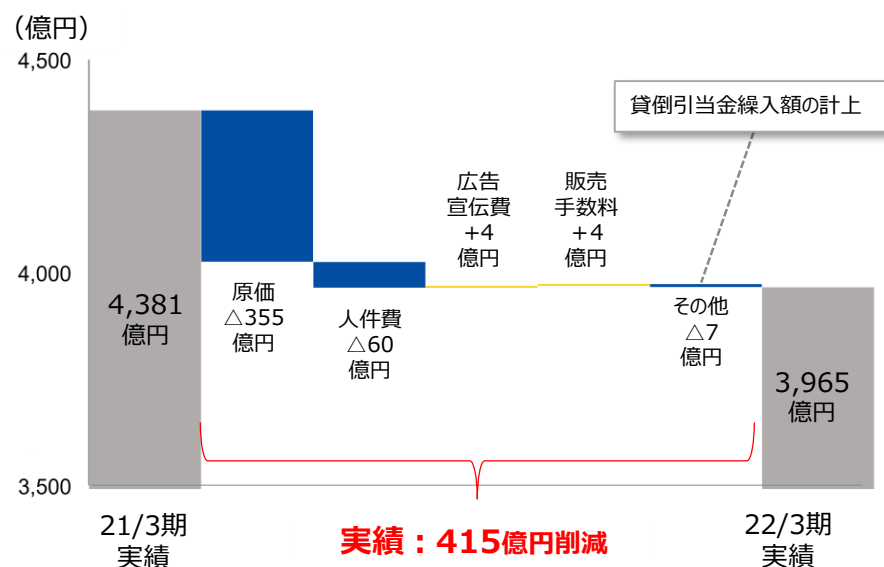 （億円）
4,500
4,000
3,500
4,381
億円
原価
△355
億円
人件費
△60
億円
広告
宣伝費
+4
億円
販売
手数料
+4
億円
貸倒引当金繰入額の計上
その他
△7
億円
3,965
億円
21/3期
実績
実績：415億円削減
22/3期
実績